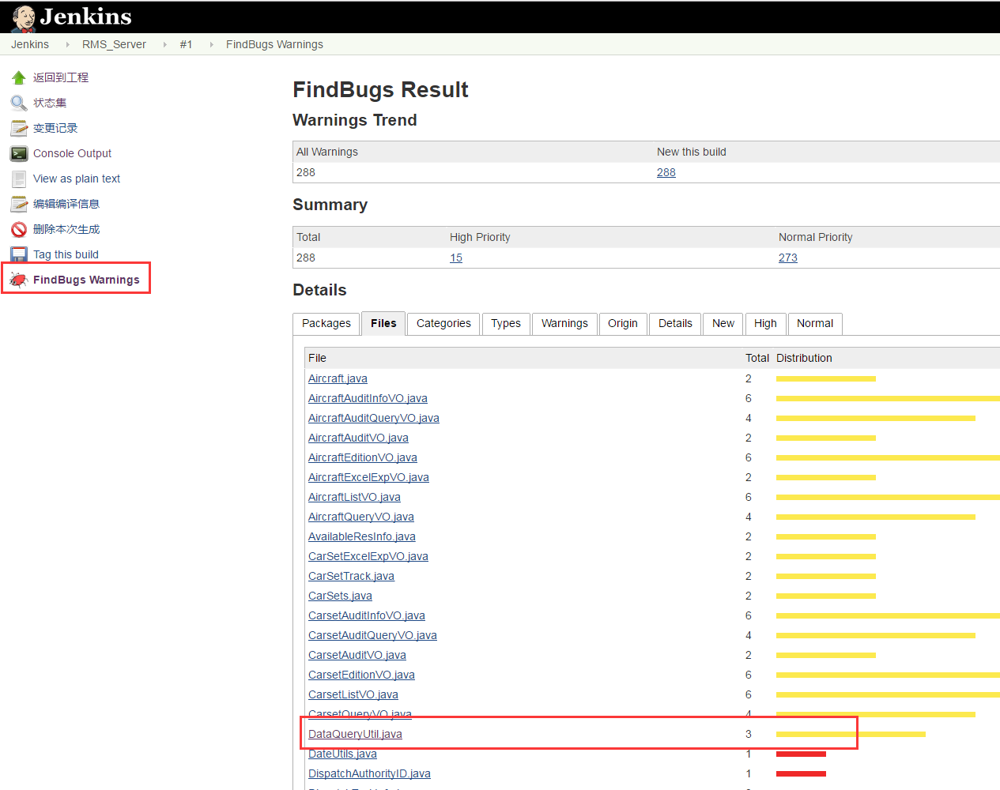 Jenkins
Jenkins RMS_Server #1 FindBugs Warnings
返回到工程
状态集
变更记录
Console Output
View as plain text
编辑编译信息
删除本次生成
Tag this build
FindBugs Warnings
FindBugs Result
Warnings Trend
All Warnings New this build
288 288
Summary
Total High Priority Normal Priority
288 15 273
Details
Packages Files Categories Types Warnings Origin Details New High Normal
File Total Distribution
Aircraft.java 2
AircraftAuditInfoVO.java 6
AircraftAuditQueryVO.java 4
AircraftAuditVO.java 2
AircraftEditionVO.java 6
AircraftExcelExpVO.java 2
AircraftListVO.java 6
AircraftQueryVO.java 4
AvailableResInfo.java 2
CarSetExcelExpVO.java 2
CarSetTrack.java 2
CarSets.java 2
CarsetAuditInfoVO.java 6
CarsetAuditQueryVO.java 4
CarsetAuditVO.java 2
CarsetEditionVO.java 6
CarsetListVO.java 6
CarsetQueryVO.java 4
DataQueryUtil.java 3
DateUtils.java 1
DispatchAuthorityID.java 1